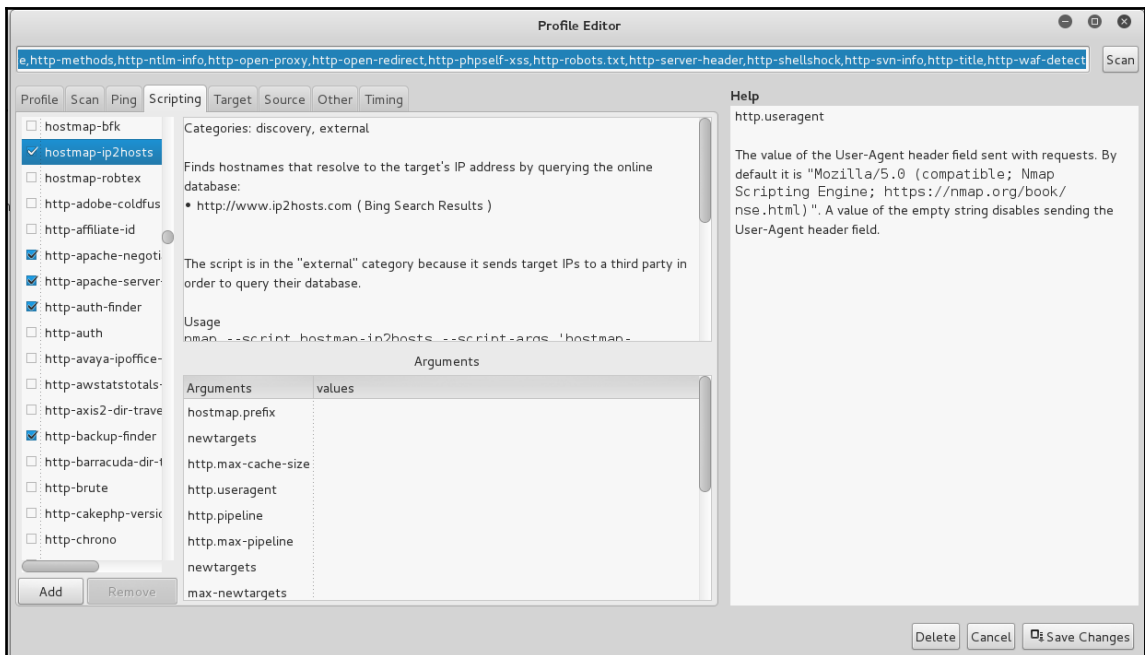 Profile Editor
e,http-methods,http-ntlm-info,http-open-proxy,http-open-redirect,http-phpself-xss,http-robots.txt,http-server-header,http-shellshock,http-svn-info,http-title,http-waf-detect
Scan
Profile Scan Ping Scripting Target Source Other Timing
hostmap-bfk
hostmap-ip2hosts
hostmap-robtex
http-adobe-coldfus
http-affiliate-id
http-apache-negoti
http-apache-server-
http-auth-finder
http-auth
http-avaya-ipoffice-
http-awstatstotals-
http-axis2-dir-trave
http-backup-finder
http-barracuda-dir-t
http-brute
http-cakephp-versic
http-chrono
Add Remove
Categories: discovery, external
Finds hostnames that resolve to the target's IP address by querying the online
database:
• http://www.ip2hosts.com ( Bing Search Results )
The script is in the "external" category because it sends target IPs to a third party in
order to query their database.
Usage
nmap --script hostmap-ip2hosts --script-args 'hostmap-
Arguments
Arguments values
hostmap.prefix
newtargets
http.max-cache-size
http.useragent
http.pipeline
http.max-pipeline
newtargets
max-newtargets
Help
http.useragent
The value of the User-Agent header field sent with requests. By
default it is "Mozilla/5.0 (compatible; Nmap
Scripting Engine; https://nmap.org/book/
nse.html)". A value of the empty string disables sending the
User-Agent header field.
Delete Cancel Save Changes